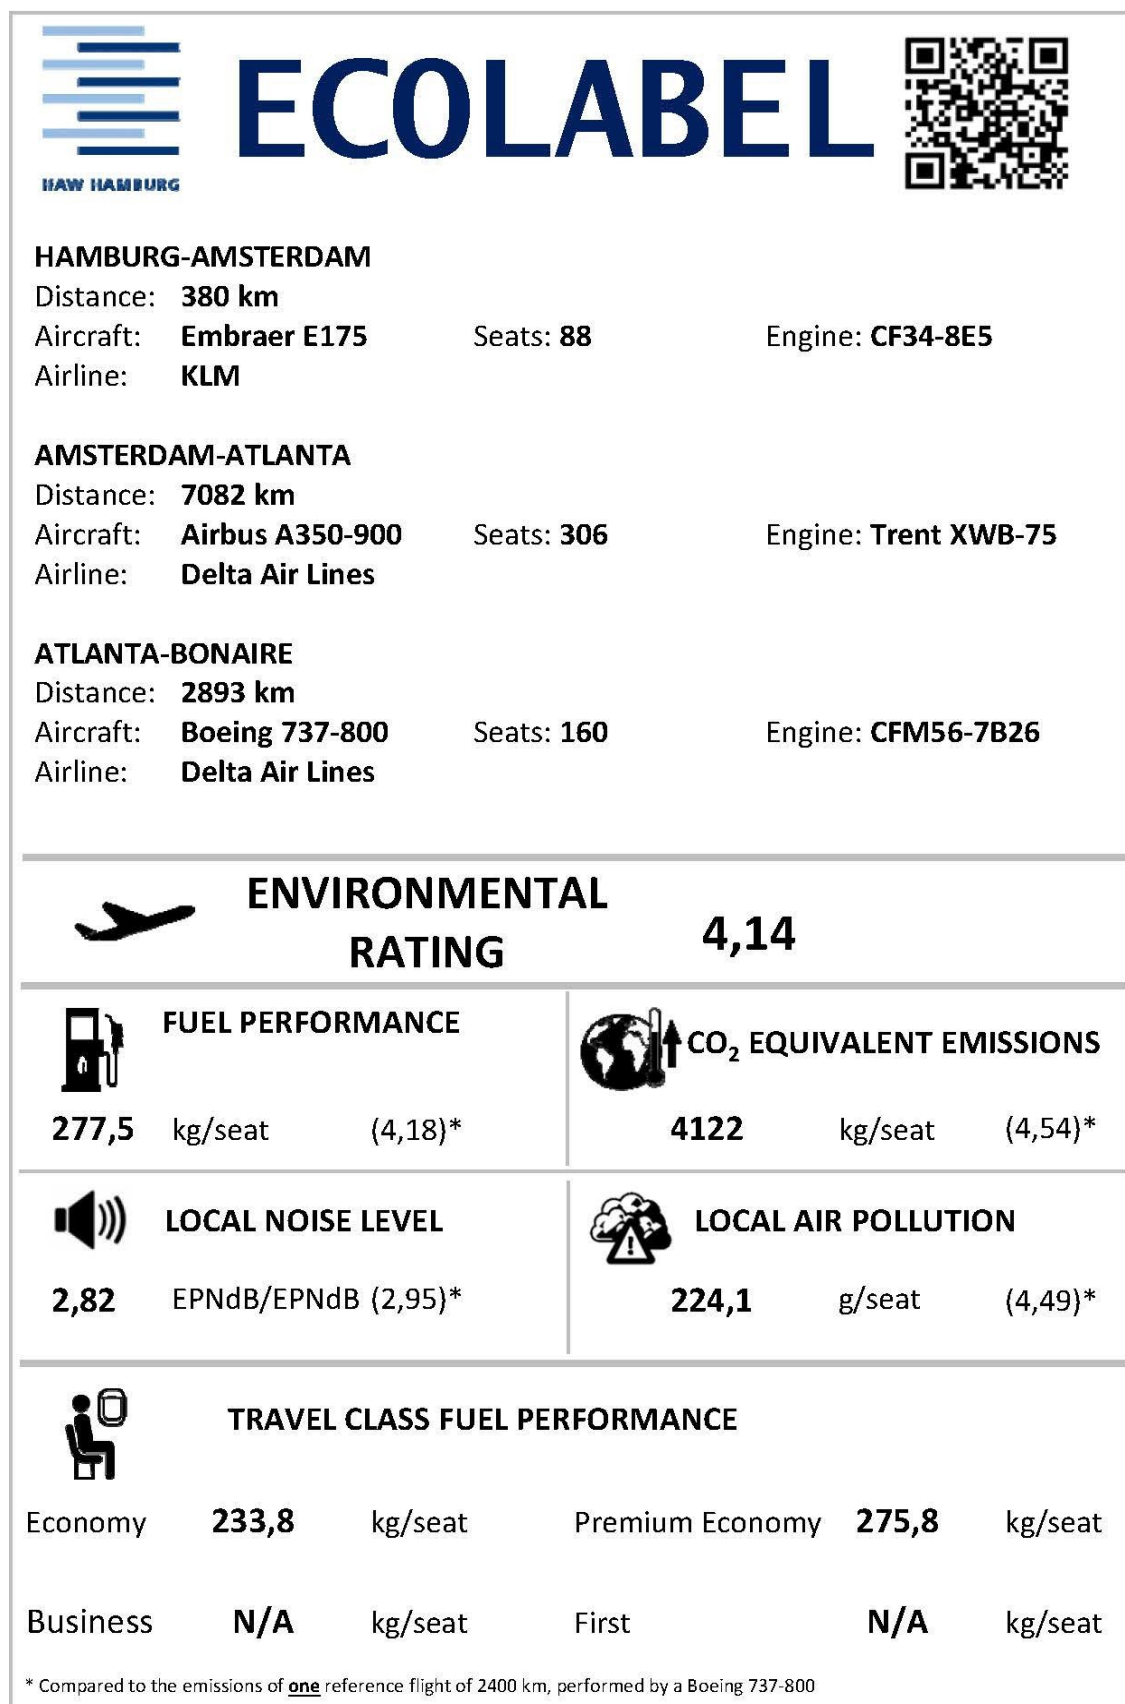 HAW HAMBURG
ECOLABEL
HAMBURG-AMSTERDAM
Distance: 380 km
Aircraft: Embraer E175 Seats: 88 Engine: CF34-8E5
Airline: KLM
AMSTERDAM-ATLANTA
Distance: 7082 km
Aircraft: Airbus A350-900 Seats: 306 Engine: Trent XWB-75
Airline: Delta Air Lines
ATLANTA-BONAIRE
Distance: 2893 km
Aircraft: Boeing 737-800 Seats: 160 Engine: CFM56-7B26
Airline: Delta Air Lines
ENVIRONMENTAL
RATING 4,14
FUEL PERFORMANCE
277,5 kg/seat (4,18)*
CO₂ EQUIVALENT EMISSIONS
4122 kg/seat (4,54)*
LOCAL NOISE LEVEL
2,82 EPNdB/EPNdB (2,95)*
LOCAL AIR POLLUTION
224,1 g/seat (4,49)*
TRAVEL CLASS FUEL PERFORMANCE
Economy 233,8 kg/seat Premium Economy 275,8 kg/seat
Business N/A kg/seat First N/A kg/seat
* Compared to the emissions of one reference flight of 2400 km, performed by a Boeing 737-800